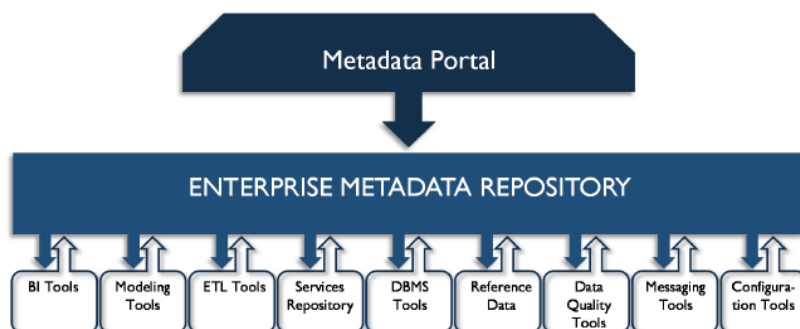 Metadata Portal
ENTERPRISE METADATA REPOSITORY
BI Tools
Modeling
Tools
ETL Tools
Services
Repository
DBMS
Tools
Reference
Data
Data
Quality
Tools
Messaging
Tools
Configura-
tion Tools